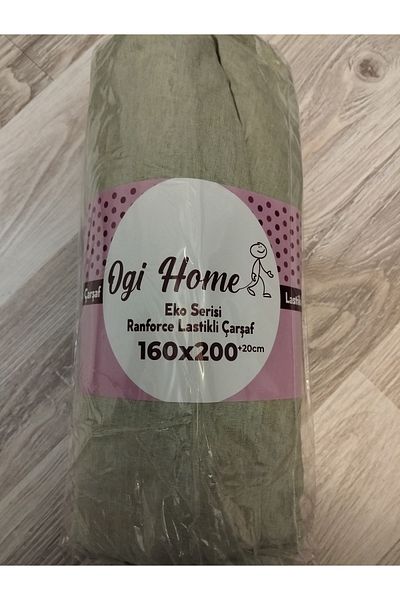 Ogi Home
Eko Serisi
Ranforce Lastikli Çarşaf
160x200+20cm
Çarşaf